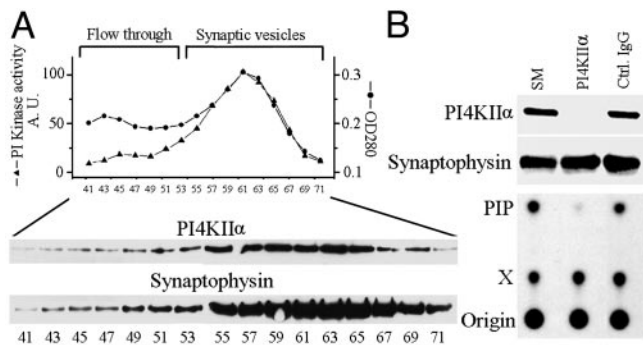 A
Flow through
Synaptic vesicles
-▲- PI Kinase activity
A. U.
100
50
0
0.3
0.2
0.1
-●- OD280
41 43 45 47 49 51 53 55 57 59 61 63 65 67 69 71
PI4KIIα
Synaptophysin
41 43 45 47 49 51 53 55 57 59 61 63 65 67 69 71
B
SM
PI4KIIα
Ctrl. IgG
PI4KIIα
Synaptophysin
PIP
X
Origin